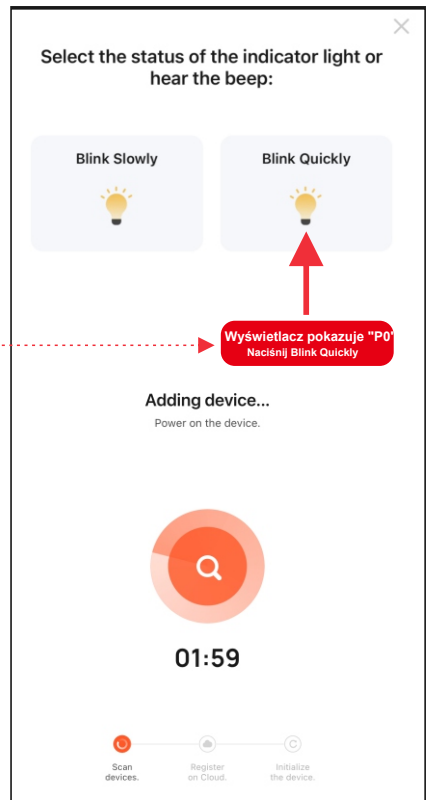 Select the status of the indicator light or
hear the beep:
Blink Slowly
Blink Quickly
Wyświetlacz pokazuje "P0"
Naciśnij Blink Quickly
Adding device...
Power on the device.
01:59
Scan
devices.
Register
on Cloud.
Initialize
the device.